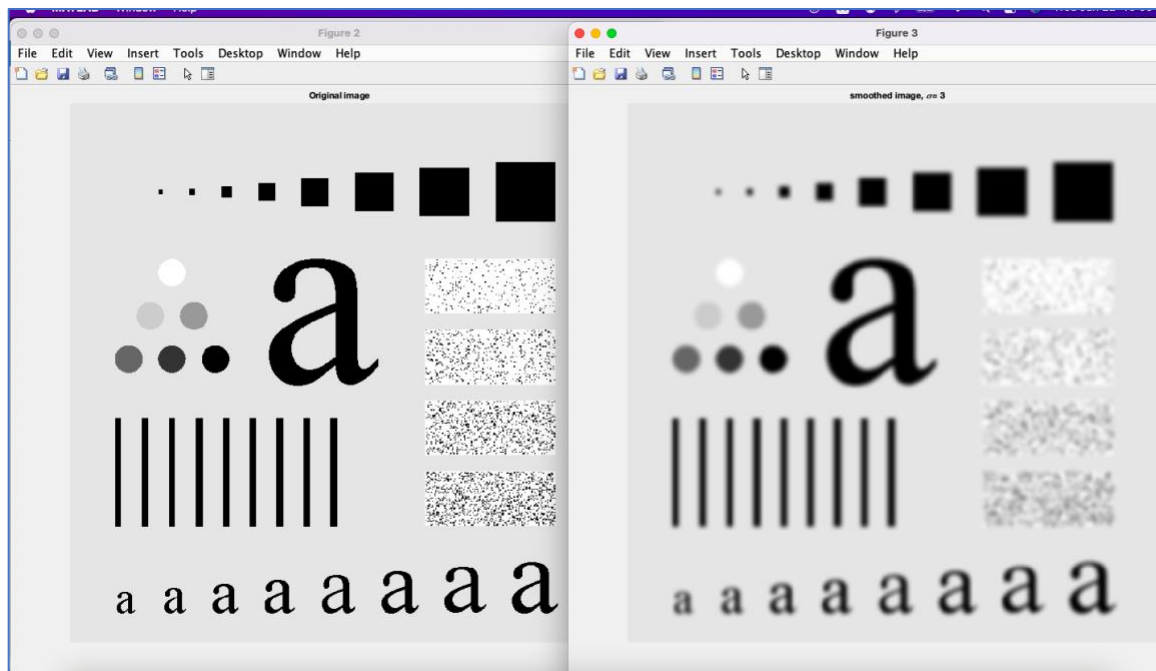 Figure 2
File Edit View Insert Tools Desktop Window Help
Original image
a
a a a a a a a a
Figure 3
File Edit View Insert Tools Desktop Window Help
smoothed image, σ= 3
a
a a a a a a a a